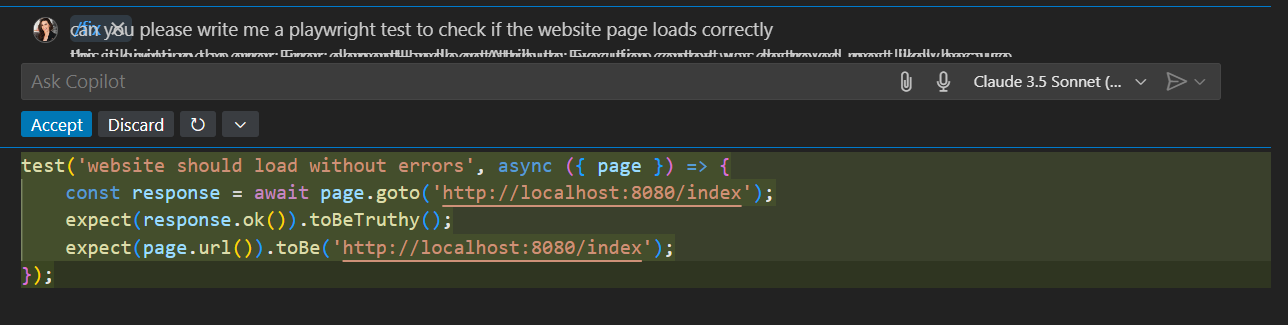 can you please write me a playwright test to check if the website page loads correctly
/fix
Ask Copilot
Claude 3.5 Sonnet (...
Accept
Discard
test('website should load without errors', async ({ page }) => {
const response = await page.goto('http://localhost:8080/index');
expect(response.ok()).toBeTruthy();
expect(page.url()).toBe('http://localhost:8080/index');
});